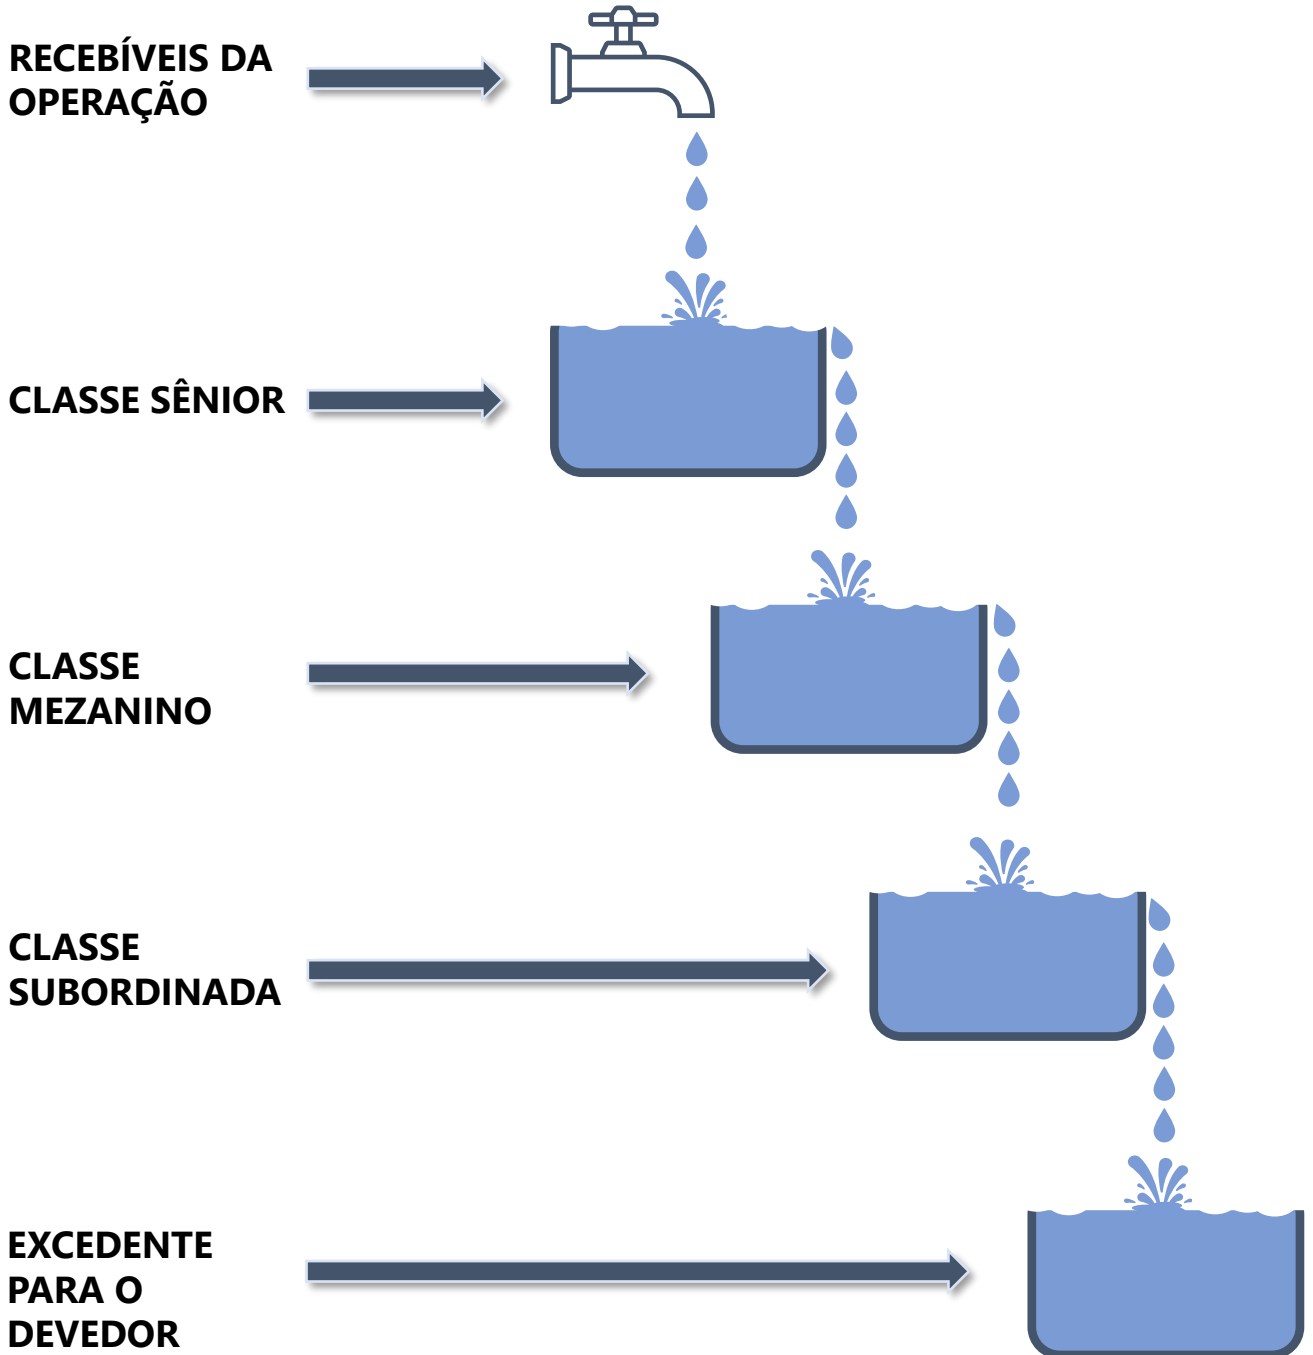 RECEBÍVEIS DA
OPERAÇÃO
CLASSE SÊNIOR
CLASSE
MEZANINO
CLASSE
SUBORDINADA
EXCEDENTE
PARA O
DEVEDOR